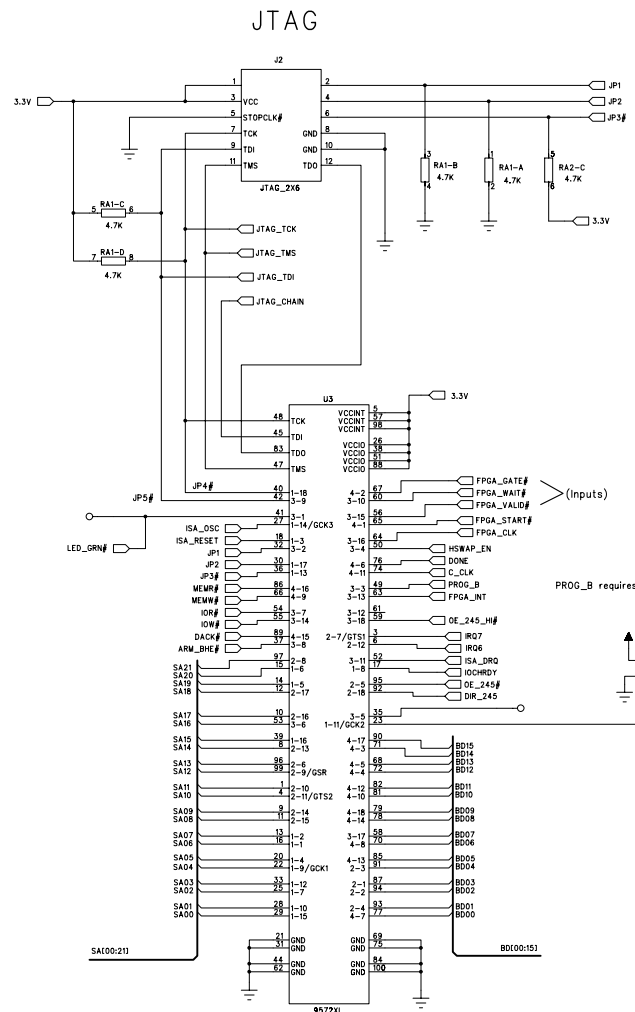 JTAG
J2
1 2 JP1
3.3V 3 VCC 4 JP2
5 STOPCLK# 6 JP3#
7 TCK GND 8
9 TDI GND 10
11 TMS TDO 12
JTAG_2X6
3 RA1-B 4.7K 4
1 RA1-A 4.7K 2
5 RA2-C 4.7K 6
3.3V
RA1-C
5 6
4.7K
RA1-D
7 8
4.7K
JTAG_TCK
JTAG_TMS
JTAG_TDI
JTAG_CHAIN
U3
3.3V
48 TCK VCCINT 5
VCCINT 57
45 TDI VCCINT 98
83 TDO VCCIO 26
VCCIO 38
VCCIO 51
47 TMS VCCIO 88
JP4#
40 1-18 4-2 67 FPGA_GATE#
JP5#
42 3-9 3-10 60 FPGA_WAIT#
(Inputs)
41 3-1 3-15 56 FPGA_VALID#
ISA_OSC 27 1-14/GCK3 4-1 65 FPGA_START#
LED_GRN#
3-16 64 FPGA_CLK
ISA_RESET 18 1-3
JP1 32 3-2 3-4 50 HSWAP_EN
JP2 30 1-17 4-6 76 DONE
JP3# 36 1-13 4-11 74 C_CLK
MEMR# 86 4-16 3-3 49 PROG_B
PROG_B requires
MEMW# 66 4-9 3-13 63 FPGA_INT
IOR# 54 3-7 3-12 61
IOW# 55 3-14 3-18 59 OE_245_HI#
DACK# 89 4-15 2-7/GTS1 3 IRQ7
ARM_BHE# 37 3-8 2-12 6 IRQ6
SA21 97 2-8 3-11 52 ISA_DRQ
SA20 15 1-6 1-8 17 IOCHRDY
SA19 14 1-5 2-5 95 OE_245#
SA18 12 2-17 2-18 92 DIR_245
SA17 10 2-16 3-5 35
SA16 53 3-6 1-11/GCK2 23
SA15 39 1-16 4-17 90 BD15
SA14 8 2-13 4-3 71 BD14
SA13 96 2-6 4-5 68 BD13
SA12 99 2-9/GSR 4-4 72 BD12
SA11 1 2-10 4-12 82 BD11
SA10 4 2-11/GTS2 4-10 81 BD10
SA09 9 2-14 4-18 79 BD09
SA08 11 2-15 4-14 78 BD08
SA07 13 1-2 3-17 58 BD07
SA06 16 1-1 4-8 70 BD06
SA05 20 1-4 4-13 85 BD05
SA04 22 1-9/GCK1 2-3 91 BD04
SA03 33 1-12 2-1 87 BD03
SA02 25 1-7 2-2 94 BD02
SA01 28 1-10 2-4 93 BD01
SA00 29 1-15 4-7 77 BD00
21 GND GND 69
31 GND GND 75
SA[00:21] BD[00:15]
44 GND GND 84
62 GND GND 100
9572XL